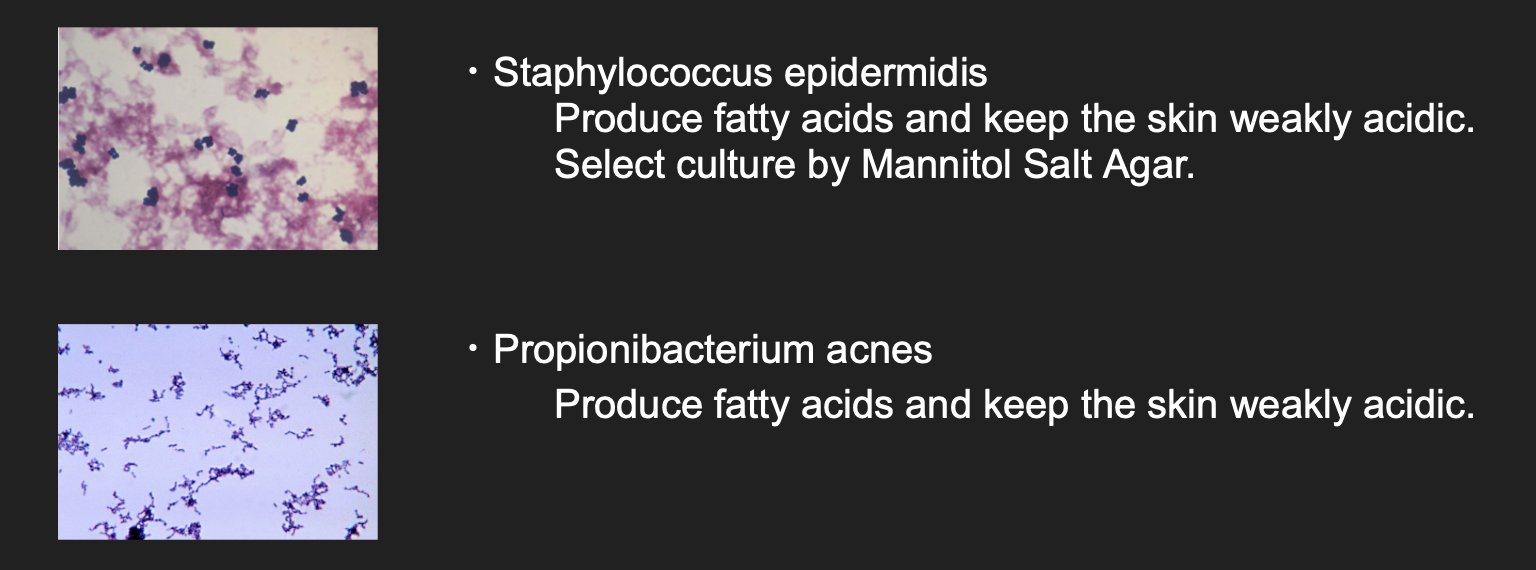 ・Staphylococcus epidermidis
Produce fatty acids and keep the skin weakly acidic.
Select culture by Mannitol Salt Agar.
・Propionibacterium acnes
Produce fatty acids and keep the skin weakly acidic.